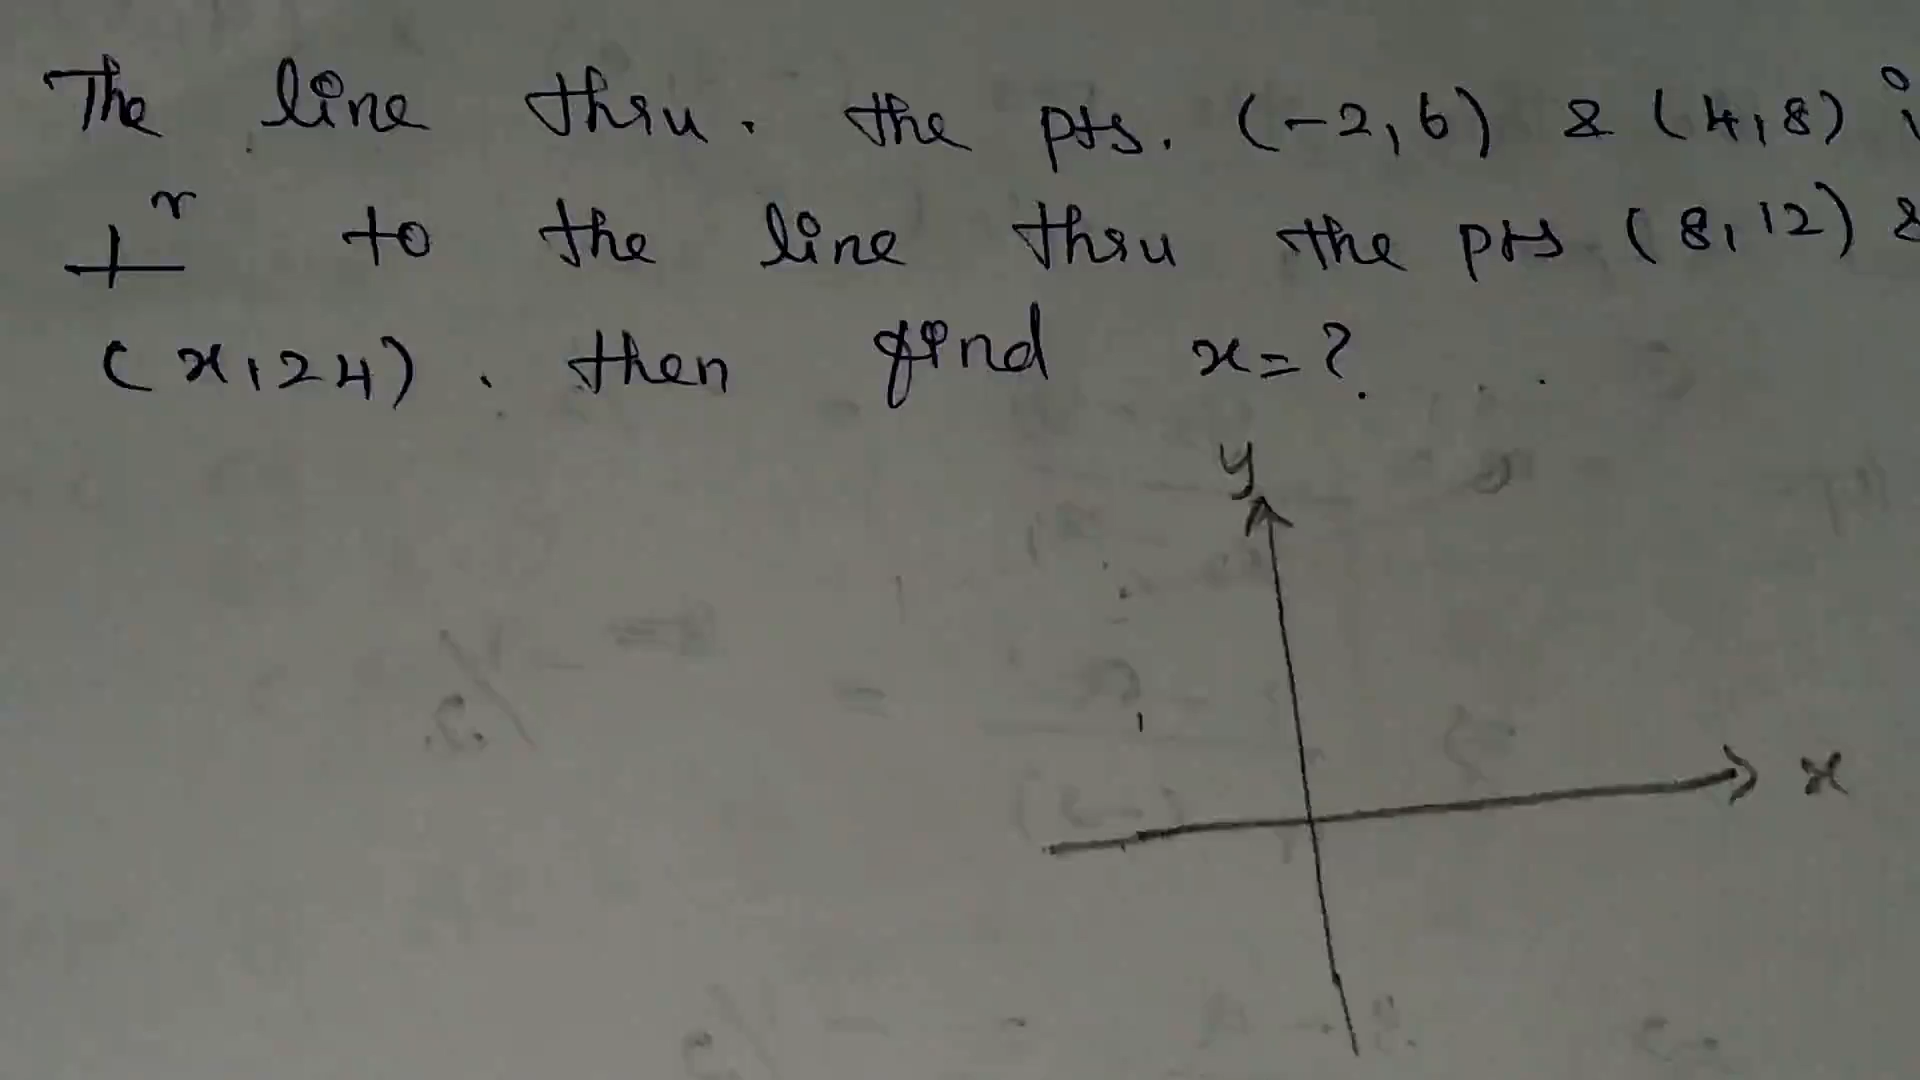 The line thru. the pts. (-2,6) & (4,8) i
⊥r to the line thru the pts (8,12) &
(x,24). then find x=?
y
x